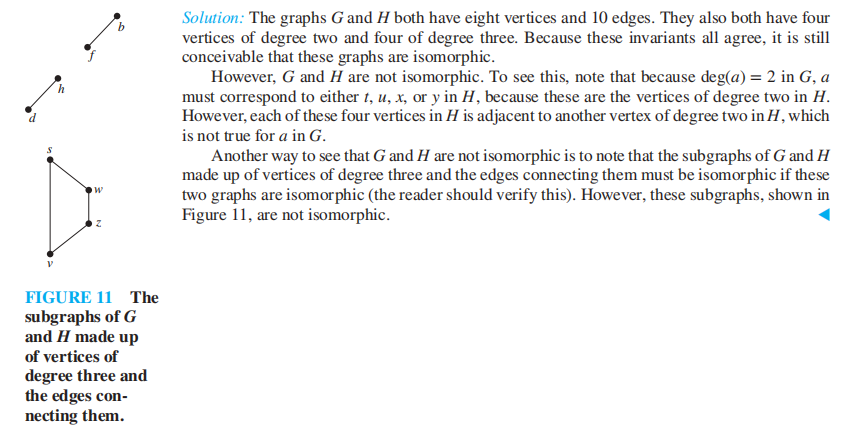 b
f
h
d
s
w
z
v
FIGURE 11 The
subgraphs of G
and H made up
of vertices of
degree three and
the edges con-
necting them.
Solution: The graphs G and H both have eight vertices and 10 edges. They also both have four
vertices of degree two and four of degree three. Because these invariants all agree, it is still
conceivable that these graphs are isomorphic.
However, G and H are not isomorphic. To see this, note that because deg(a) = 2 in G, a
must correspond to either t, u, x, or y in H, because these are the vertices of degree two in H.
However, each of these four vertices in H is adjacent to another vertex of degree two in H, which
is not true for a in G.
Another way to see that G and H are not isomorphic is to note that the subgraphs of G and H
made up of vertices of degree three and the edges connecting them must be isomorphic if these
two graphs are isomorphic (the reader should verify this). However, these subgraphs, shown in
Figure 11, are not isomorphic.